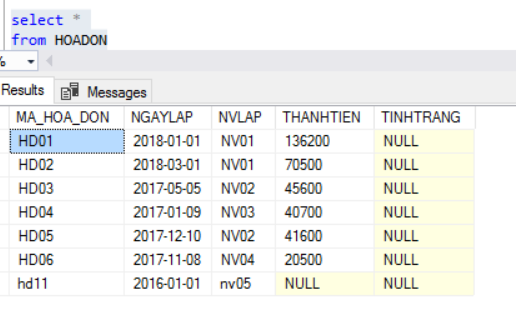 select *
from HOADON
%
Results Messages
MA_HOA_DON NGAYLAP NVLAP THANHTIEN TINHTRANG
HD01 2018-01-01 NV01 136200 NULL
HD02 2018-03-01 NV01 70500 NULL
HD03 2017-05-05 NV02 45600 NULL
HD04 2017-01-09 NV03 40700 NULL
HD05 2017-12-10 NV02 41600 NULL
HD06 2017-11-08 NV04 20500 NULL
hd11 2016-01-01 nv05 NULL NULL